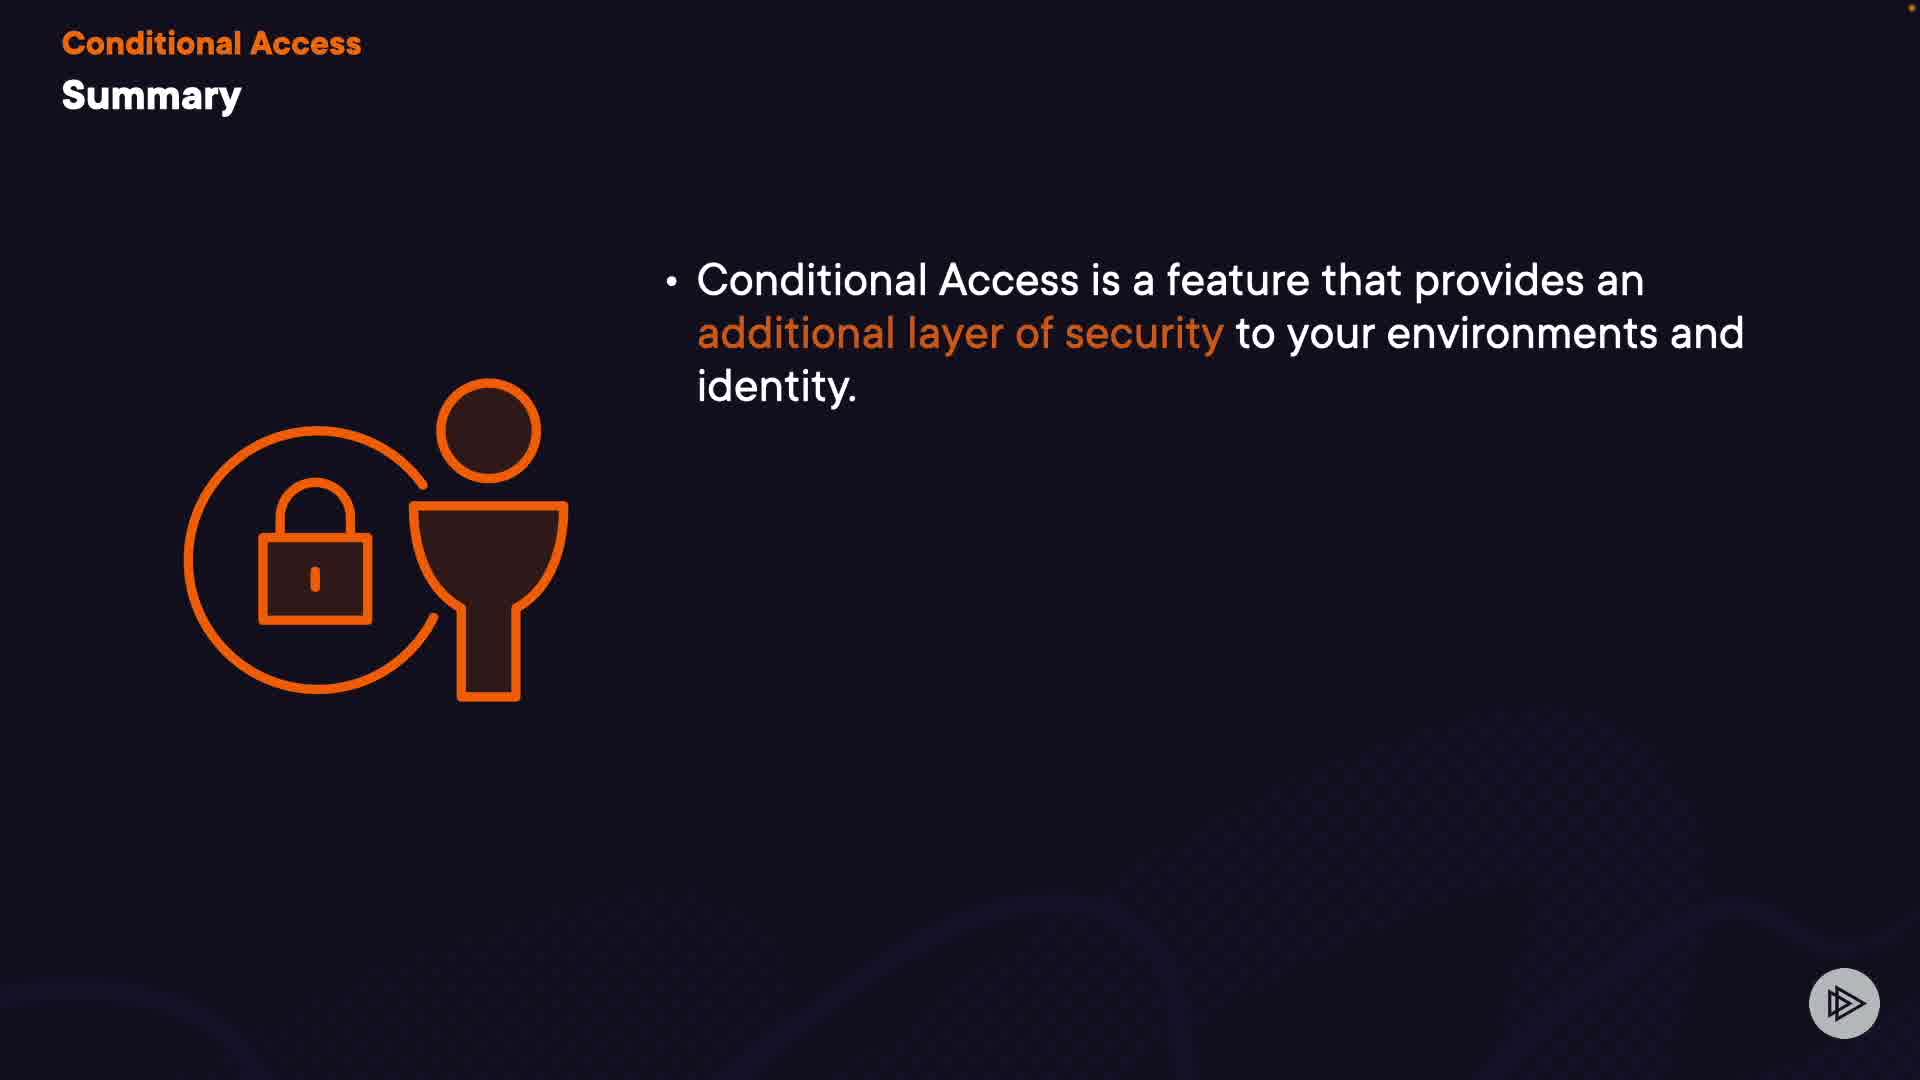 Conditional Access
Summary
• Conditional Access is a feature that provides an
additional layer of security to your environments and
identity.